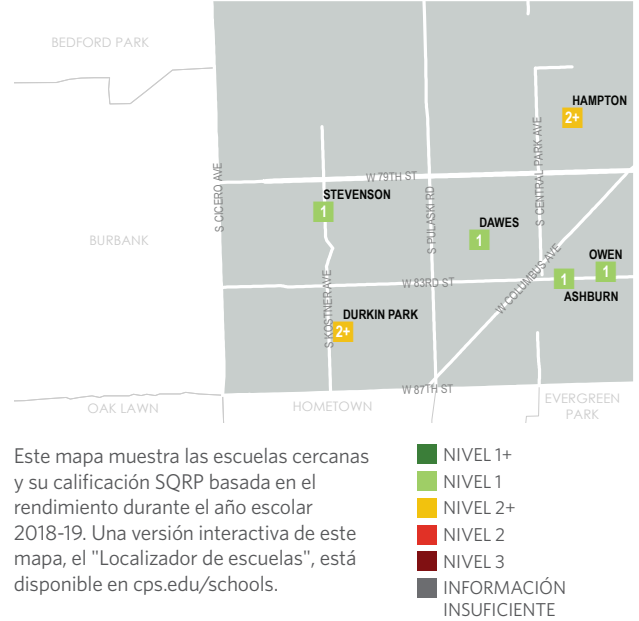 BEDFORD PARK
HAMPTON
2+
S CENTRAL PARK AVE
W 79TH ST
S CICERO AVE
STEVENSON
1
S PULASKI RD
DAWES
1
BURBANK
W COLUMBUS AVE
OWEN
1
W 83RD ST
1
ASHBURN
S KOSTNER AVE
DURKIN PARK
2+
W 87TH ST
OAK LAWN
HOMETOWN
EVERGREEN
PARK
Este mapa muestra las escuelas cercanas
y su calificación SQRP basada en el
rendimiento durante el año escolar
2018-19. Una versión interactiva de este
mapa, el "Localizador de escuelas", está
disponible en cps.edu/schools.
NIVEL 1+
NIVEL 1
NIVEL 2+
NIVEL 2
NIVEL 3
INFORMACIÓN
INSUFICIENTE